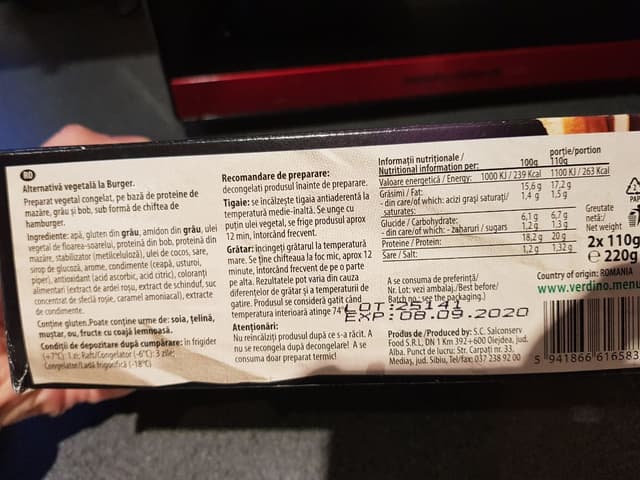 RO
Alternativă vegetală la Burger.
Preparat vegetal congelat, pe bază de proteine de
mazăre, grâu și bob, sub formă de chiftea de
hamburger.
Ingrediente: apă, gluten din grâu, amidon din grâu, ulei
vegetal de floarea-soarelui, proteină din bob, proteină din
mazăre, stabilizator (metilceluloză), ulei de cocos, sare,
sirop de glucoză, arome, condimente (ceapă, usturoi,
piper), antioxidant (acid ascorbic, acid citric), coloranți
alimentari (extract de ardei roșu, extract de schinduf, suc
concentrat de sfeclă roșie, caramel amoniacal), extracte
de condimente.
Conține gluten.Poate conține urme de: soia, țelină,
muștar, ou, fructe cu coajă lemnoasă.
Condiții de depozitare după cumpărare: în frigider
(+7°C): 1 zi; Raft/Congelator (-6°C): 3 zile;
Congelator/Ladă frigorifică (-18°C)
Recomandare de preparare:
decongelati produsul înainte de preparare.
Tigaie: se incălzește tigaia antiaderentă la
temperatură medie-inaltă. Se unge cu
puțin ulei vegetal, se frige produsul aprox
12 min, întorcând frecvent.
Grătar: încingeți grătarul la temperatură
mare. Se ține chifteaua la foc mic, aprox 12
minute, intorcând frecvent de pe o parte
pe alta. Rezultatele pot varia din cauza
diferențelor de grătar și a temperaturii de
gatire. Produsul se consideră gatit când
temperatura interioară atinge 74°
Atenționări:
Nu reîncălziți produsul după ce s-a răcit. A
nu se recongela după decongelare! A se
consuma doar preparat termic!
Informații nutriționale /
Nutritional information per: 100g porție/portion 110g
Valoare energetică / Energy: 1000 KJ / 239 Kcal 1100 KJ / 263 Kcal
Grăsimi / Fat: 15,6 g 17,2 g
- din care/of which: acizi grași saturați/ 1,4 g 1,5 g
saturates:
Glucide / Carbohydrate: 6,1 g 6,7 g
- din care/of which: - zaharuri / sugars 1,2 g 1.3 g
Proteine / Protein: 18,2 g 20 g
Sare / Salt: 1,2 g 1,32 g
A se consuma de preferință/
Nr. Lot: vezi ambalaj./Best before/
Batch no.: see the packaging.)
LOT:25141
EXP:08.09.2020
Produs de /Produced by: S.C. Salconserv
Food S.R.L, DN 1 Km 392+600 Oiejdea, jud.
Alba. Punct de lucru: Str. Carpați nr. 33,
Mediaș, jud. Sibiu, Tel/fax: 037 238 92 00
PAP
Greutate
netă:/
Net weight
2x 110g
e 220g
Country of origin: ROMANIA
www.verdino.menu
5 941866 616583